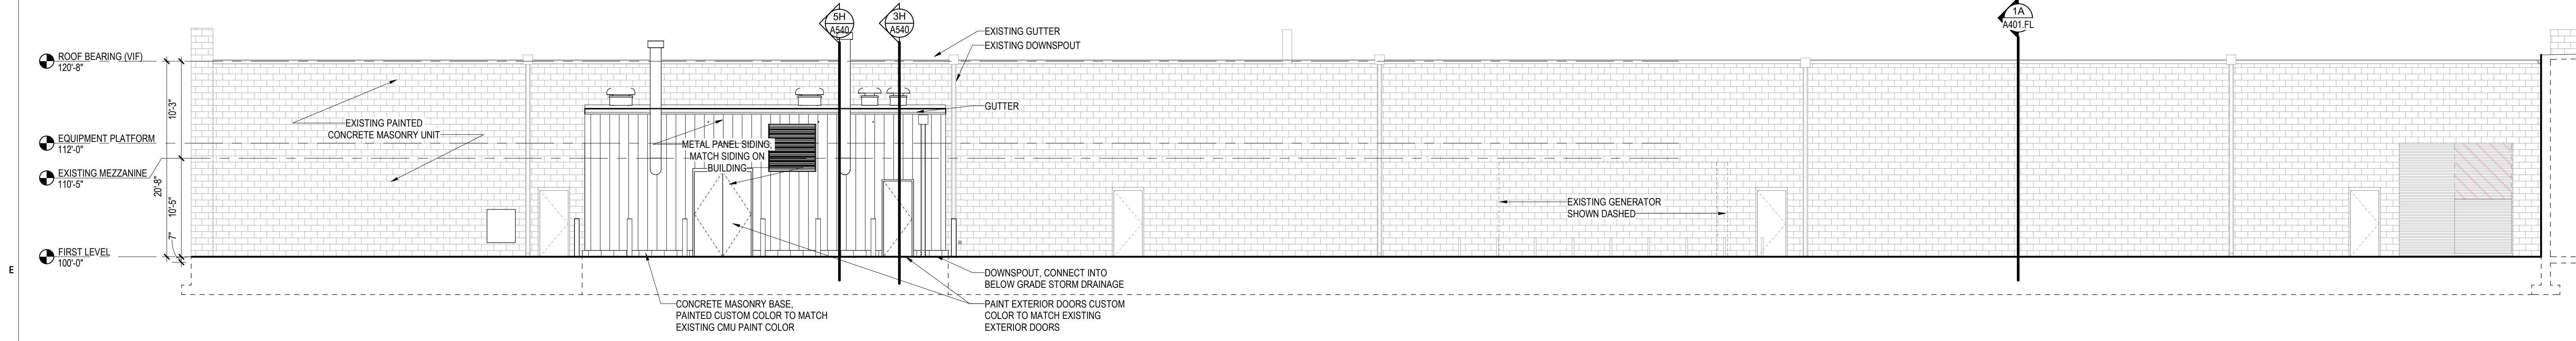 5H
A540
3H
A540
1A
A401.FL
EXISTING GUTTER
EXISTING DOWNSPOUT
ROOF BEARING (VIF)
120'-8"
10'-3"
GUTTER
EXISTING PAINTED
CONCRETE MASONRY UNIT
EQUIPMENT PLATFORM
112'-0"
METAL PANEL SIDING,
MATCH SIDING ON
BUILDING
EXISTING MEZZANINE
110'-5"
20'-8"
10'-5"
7"
EXISTING GENERATOR
SHOWN DASHED
FIRST LEVEL
100'-0"
E
DOWNSPOUT, CONNECT INTO
BELOW GRADE STORM DRAINAGE
CONCRETE MASONRY BASE,
PAINTED CUSTOM COLOR TO MATCH
EXISTING CMU PAINT COLOR
PAINT EXTERIOR DOORS CUSTOM
COLOR TO MATCH EXISTING
EXTERIOR DOORS